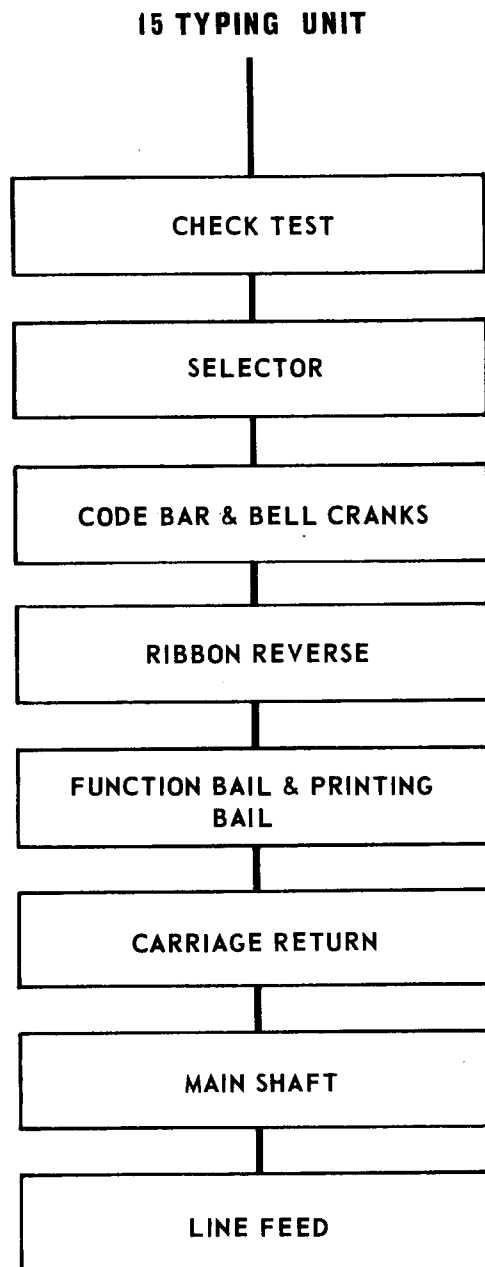 15 TYPING UNIT
CHECK TEST
SELECTOR
CODE BAR & BELL CRANKS
RIBBON REVERSE
FUNCTION BAIL & PRINTING
BAIL
CARRIAGE RETURN
MAIN SHAFT
LINE FEED